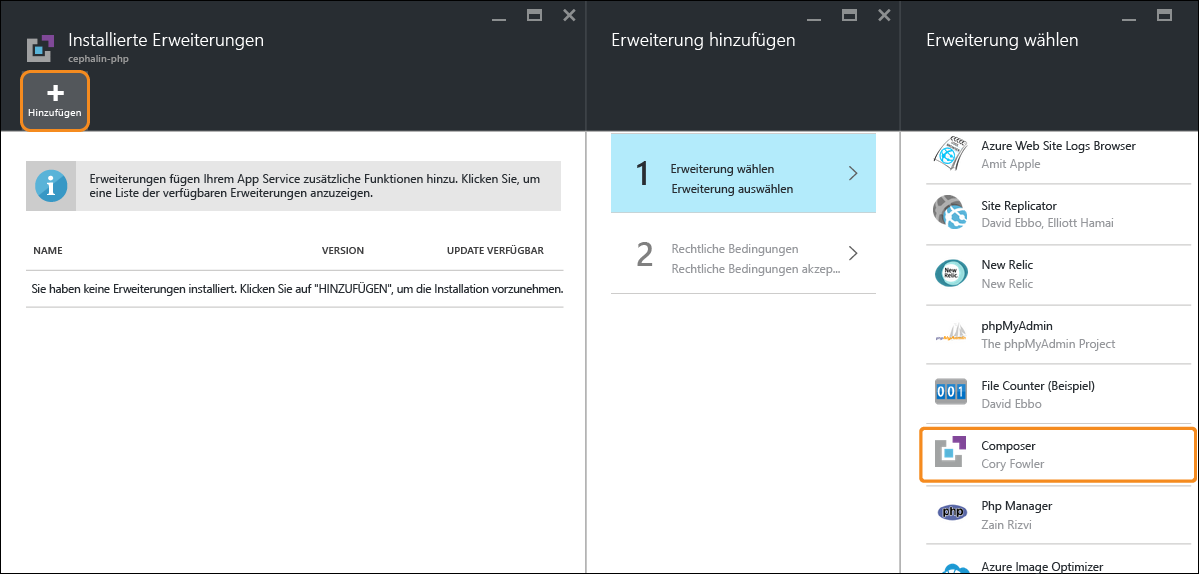 Installierte Erweiterungen
cephalin-php
Hinzufügen
Erweiterungen fügen Ihrem App Service zusätzliche Funktionen hinzu. Klicken Sie, um
eine Liste der verfügbaren Erweiterungen anzuzeigen.
NAME VERSION UPDATE VERFÜGBAR
Sie haben keine Erweiterungen installiert. Klicken Sie auf "HINZUFÜGEN", um die Installation vorzunehmen.
Erweiterung hinzufügen
1
Erweiterung wählen
Erweiterung auswählen
2
Rechtliche Bedingungen
Rechtliche Bedingungen akzep...
Erweiterung wählen
Azure Web Site Logs Browser
Amit Apple
Site Replicator
David Ebbo, Elliott Hamai
New Relic
New Relic
New Relic
phpMyAdmin
phpMyAdmin
The phpMyAdmin Project
001
File Counter (Beispiel)
David Ebbo
Composer
Cory Fowler
php
Php Manager
Zain Rizvi
Azure Image Optimizer